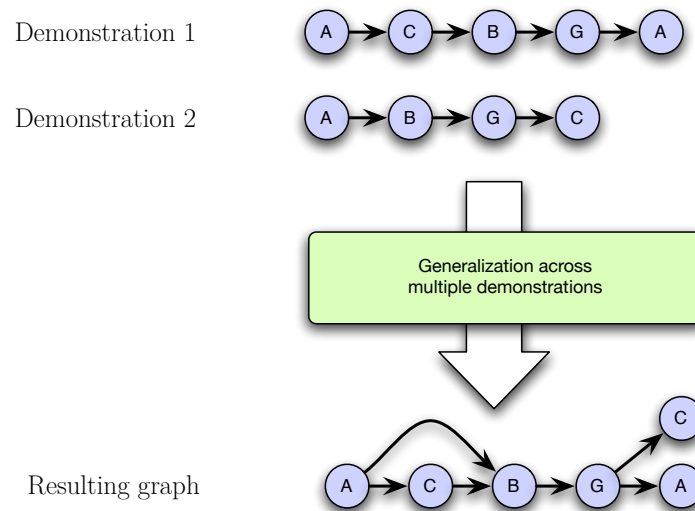 Demonstration 1 A C B G A
Demonstration 2 A B G C
Generalization across
multiple demonstrations
C
Resulting graph A C B G A